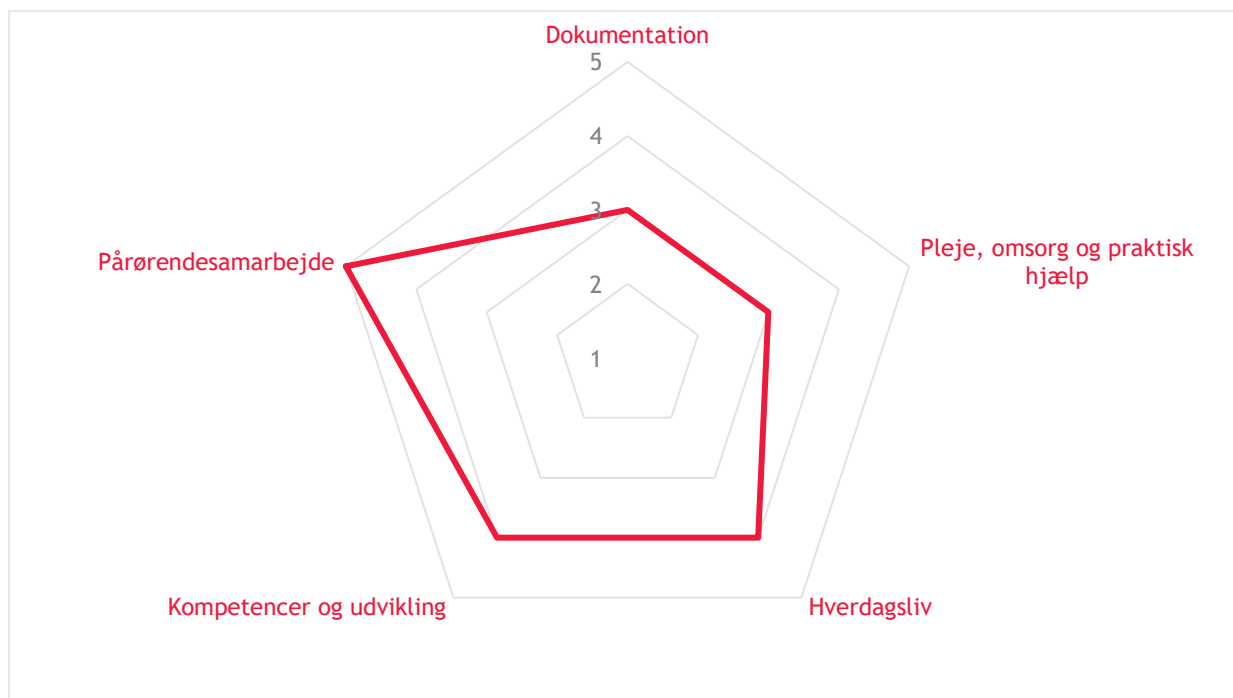 Dokumentation
5
4
3
2
1
Pleje, omsorg og praktisk
hjælp
Hverdagsliv
Kompetencer og udvikling
Pårørendesamarbejde